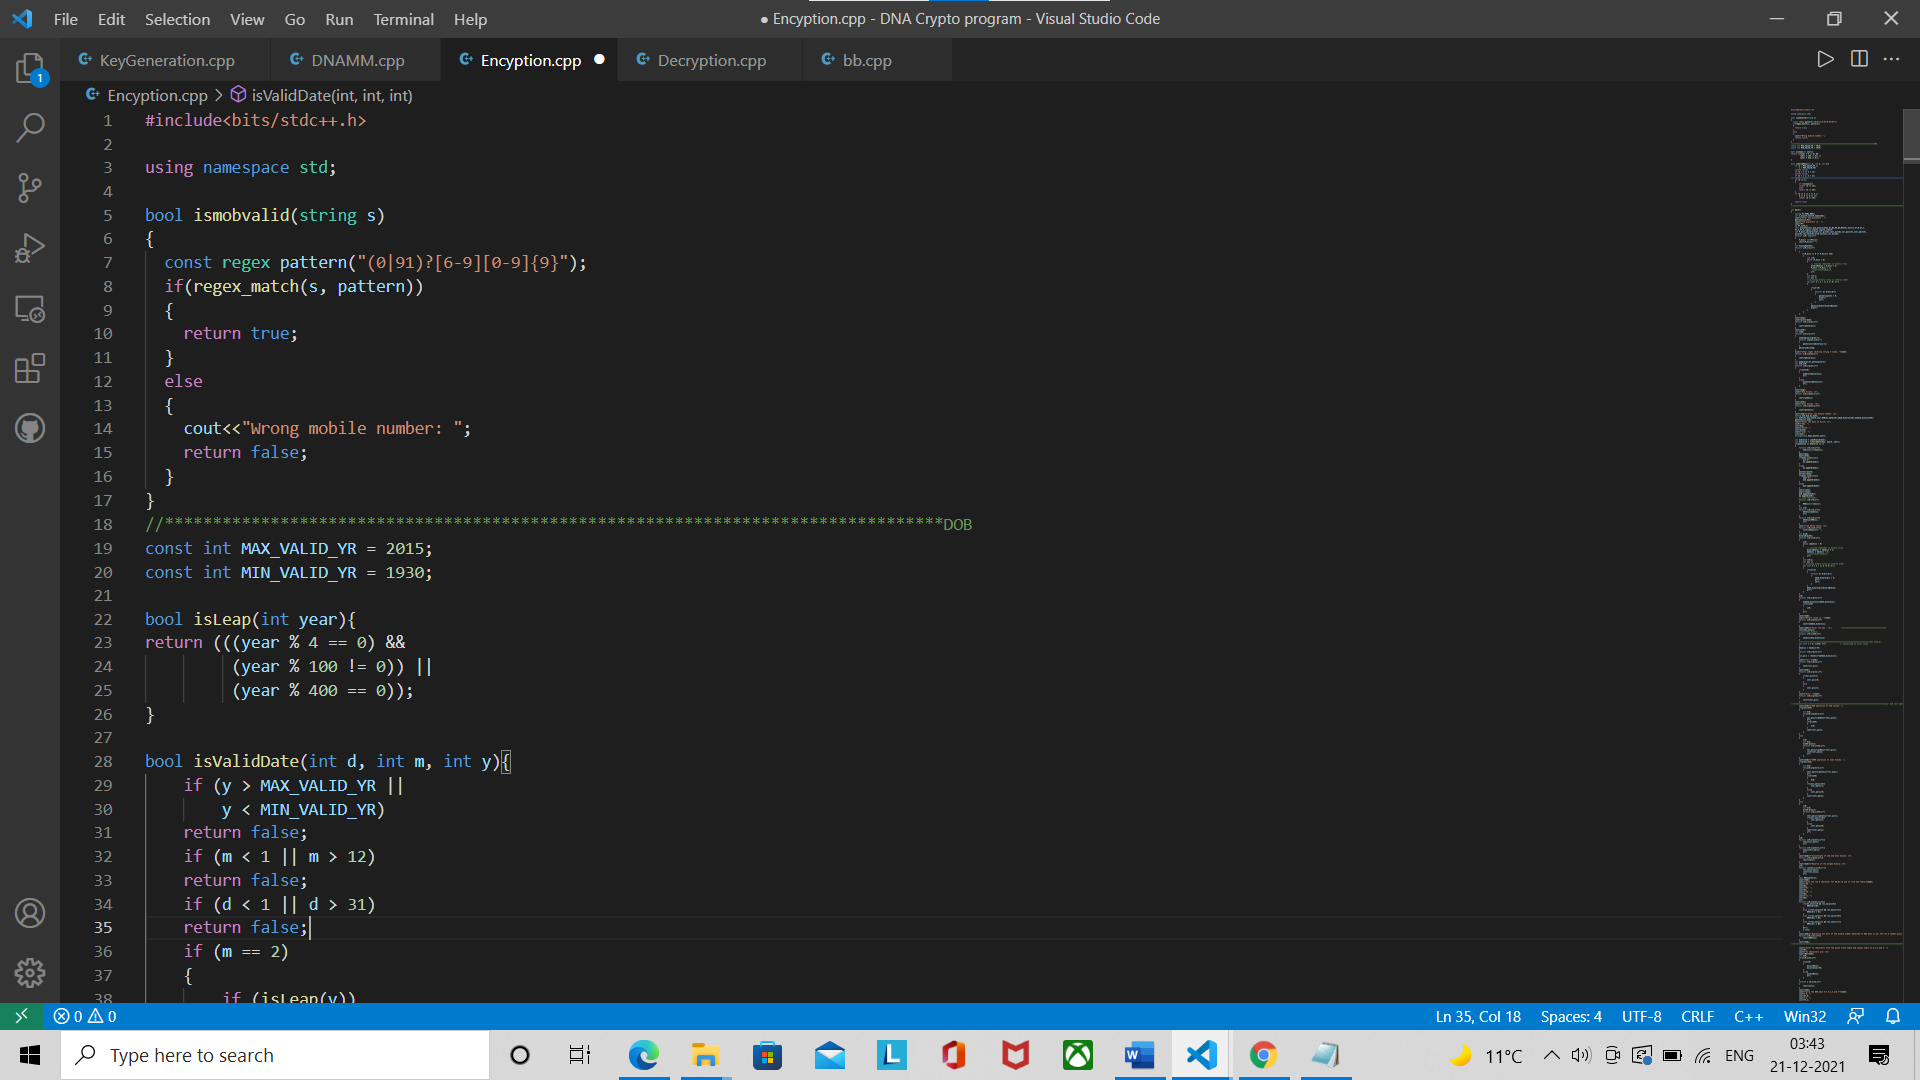 File Edit Selection View Go Run Terminal Help
● Encyption.cpp - DNA Crypto program - Visual Studio Code
KeyGeneration.cpp
DNAMM.cpp
Encyption.cpp
Decryption.cpp
bb.cpp
Encyption.cpp > isValidDate(int, int, int)
1 #include<bits/stdc++.h>
2
3 using namespace std;
4
5 bool ismobvalid(string s)
6 {
7 const regex pattern("(0|91)?[6-9][0-9]{9}");
8 if(regex_match(s, pattern))
9 {
10 return true;
11 }
12 else
13 {
14 cout<<"Wrong mobile number: ";
15 return false;
16 }
17 }
18 //*********************************************************************************DOB
19 const int MAX_VALID_YR = 2015;
20 const int MIN_VALID_YR = 1930;
21
22 bool isLeap(int year){
23 return (((year % 4 == 0) &&
24 (year % 100 != 0)) ||
25 (year % 400 == 0));
26 }
27
28 bool isValidDate(int d, int m, int y){
29 if (y > MAX_VALID_YR ||
30 y < MIN_VALID_YR)
31 return false;
32 if (m < 1 || m > 12)
33 return false;
34 if (d < 1 || d > 31)
35 return false;
36 if (m == 2)
37 {
38 if (isLeap(y))
1
0 0
Ln 35, Col 18 Spaces: 4 UTF-8 CRLF C++ Win32
Type here to search
11°C
ENG
03:43
21-12-2021